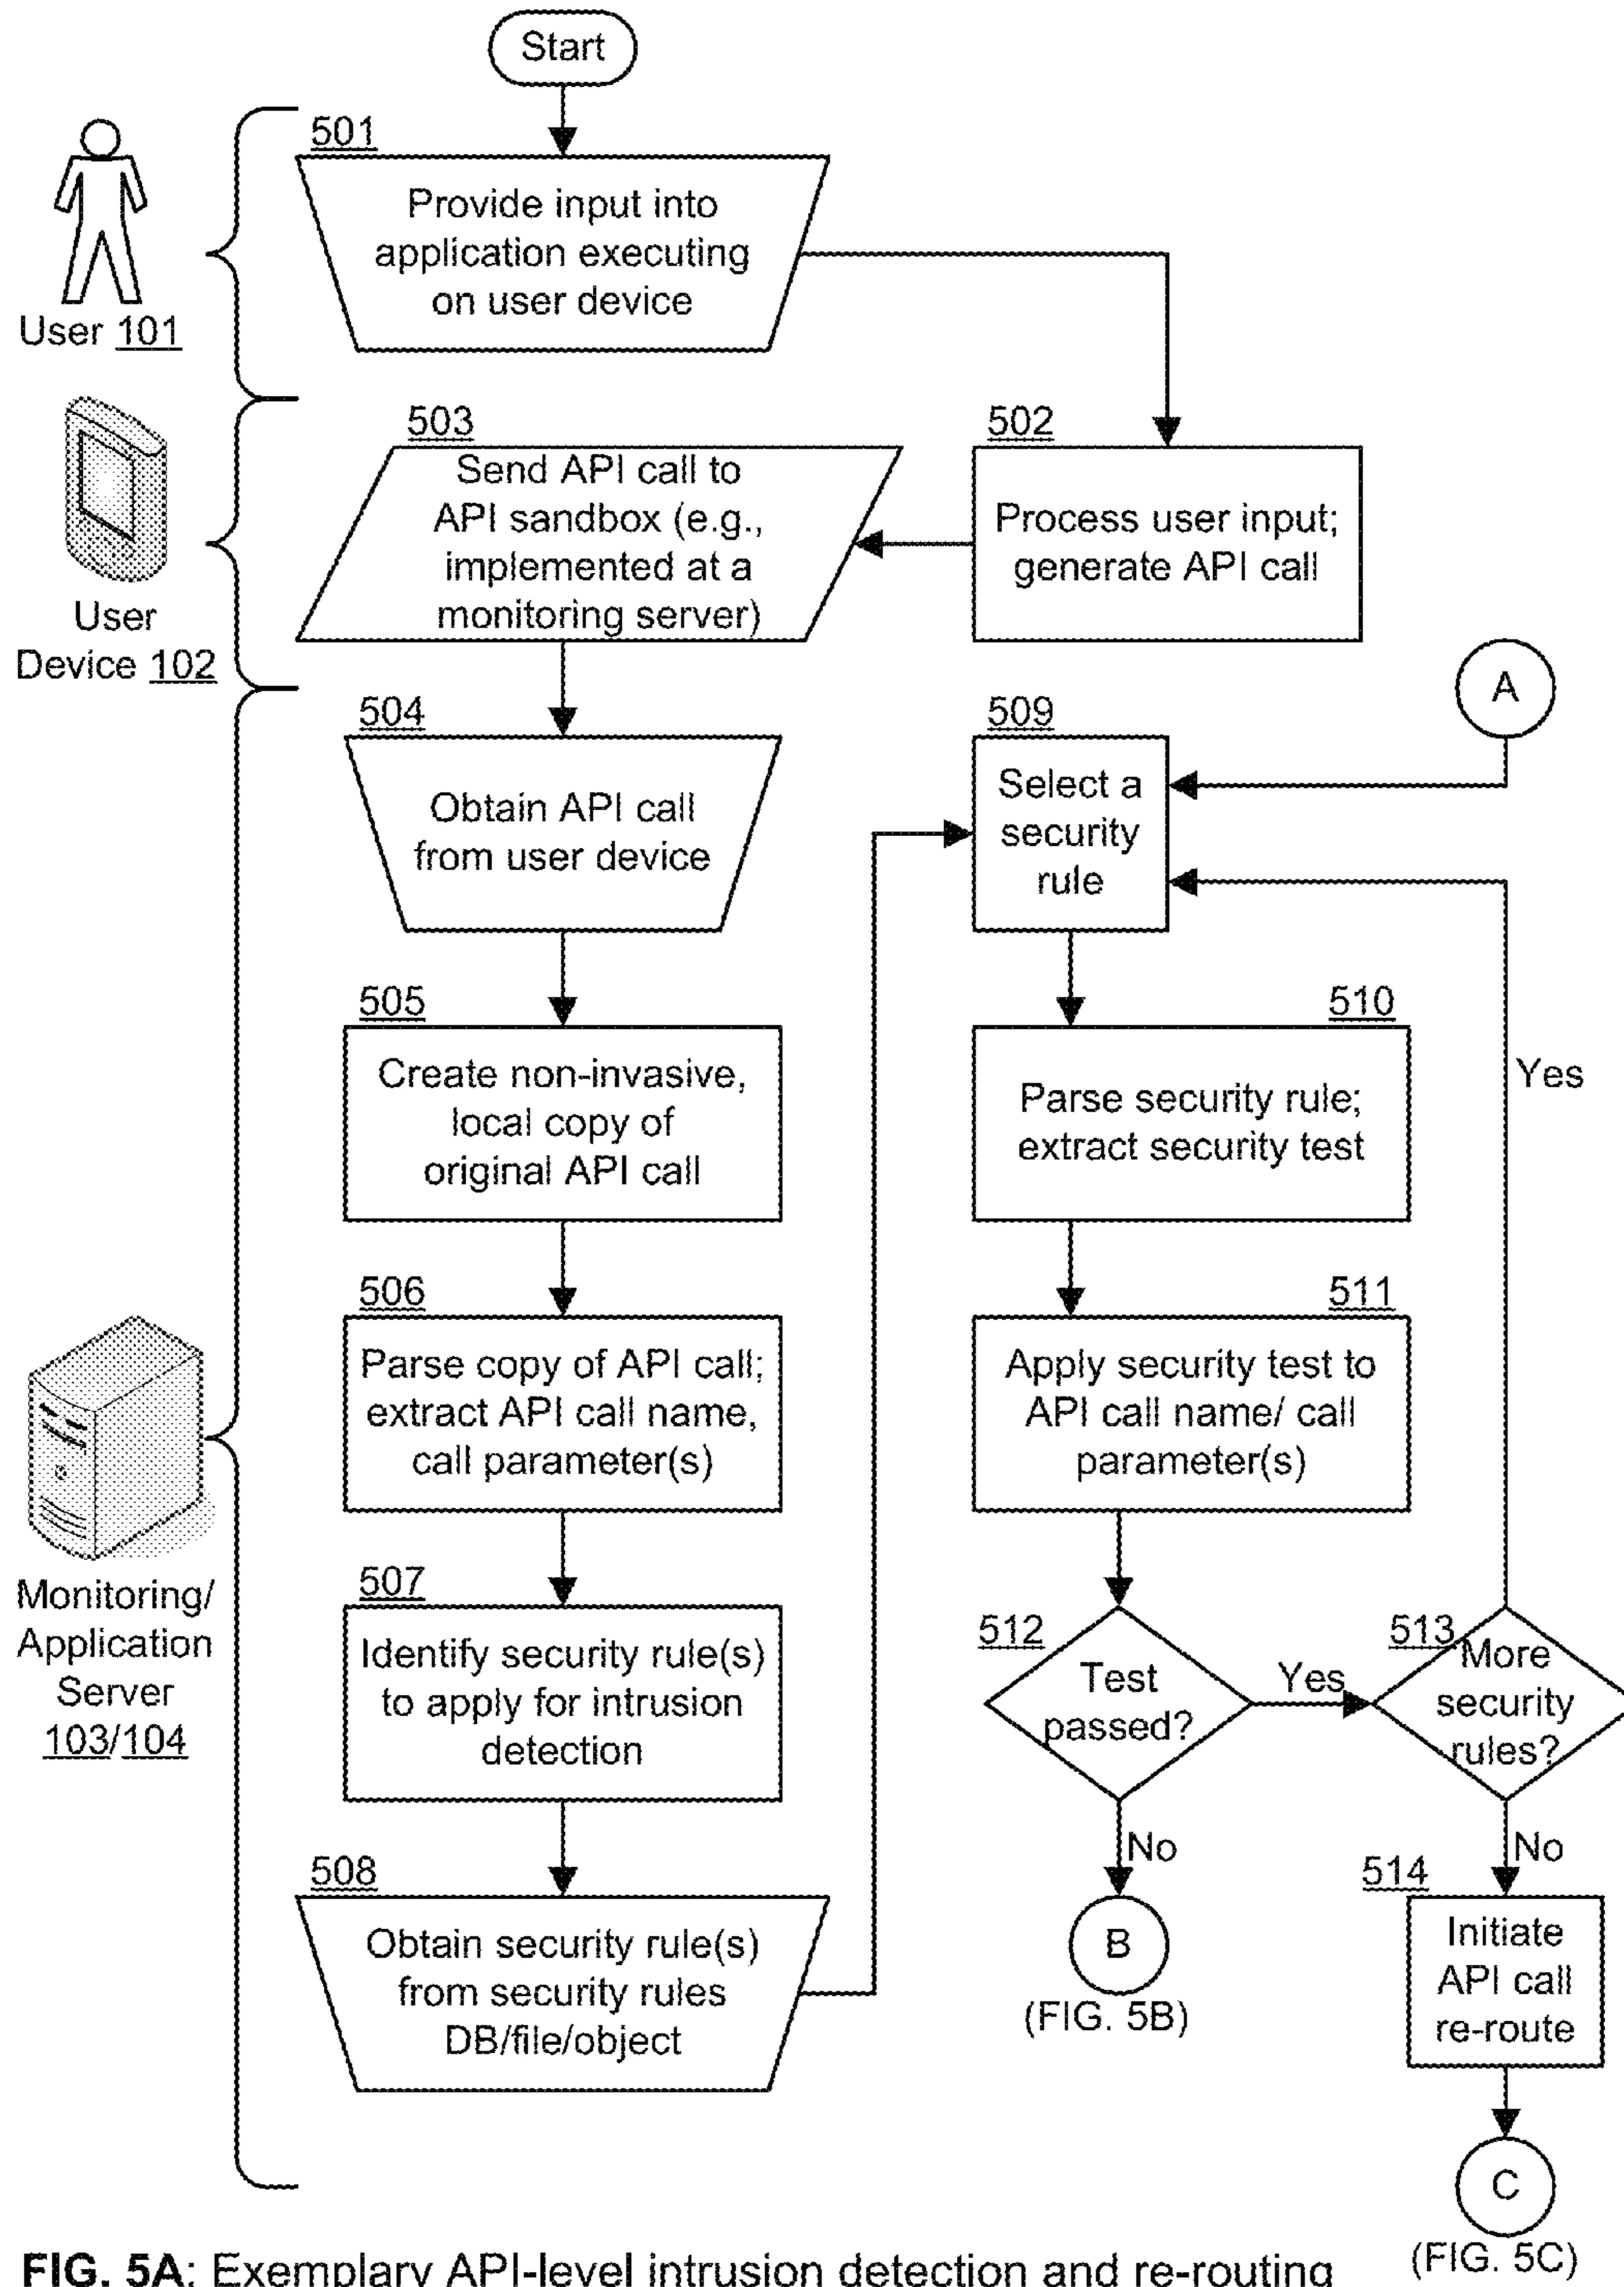 Start
501
Provide input into
application executing
on user device
User 101
503
Send API call to
API sandbox (e.g.,
implemented at a
monitoring server)
502
Process user input;
generate API call
User
Device 102
A
504
Obtain API call
from user device
509
Select a
security
rule
505
Create non-invasive,
local copy of
original API call
510
Parse security rule;
extract security test
Yes
506
Parse copy of API call;
extract API call name,
call parameter(s)
511
Apply security test to
API call name/ call
parameter(s)
Monitoring/
Application
Server
103/104
507
Identify security rule(s)
to apply for intrusion
detection
512
Test
passed?
Yes
513
More
security
rules?
No
No
508
Obtain security rule(s)
from security rules
DB/file/object
B
(FIG. 5B)
514
Initiate
API call
re-route
C
(FIG. 5C)
FIG. 5A: Exemplary API-level intrusion detection and re-routing